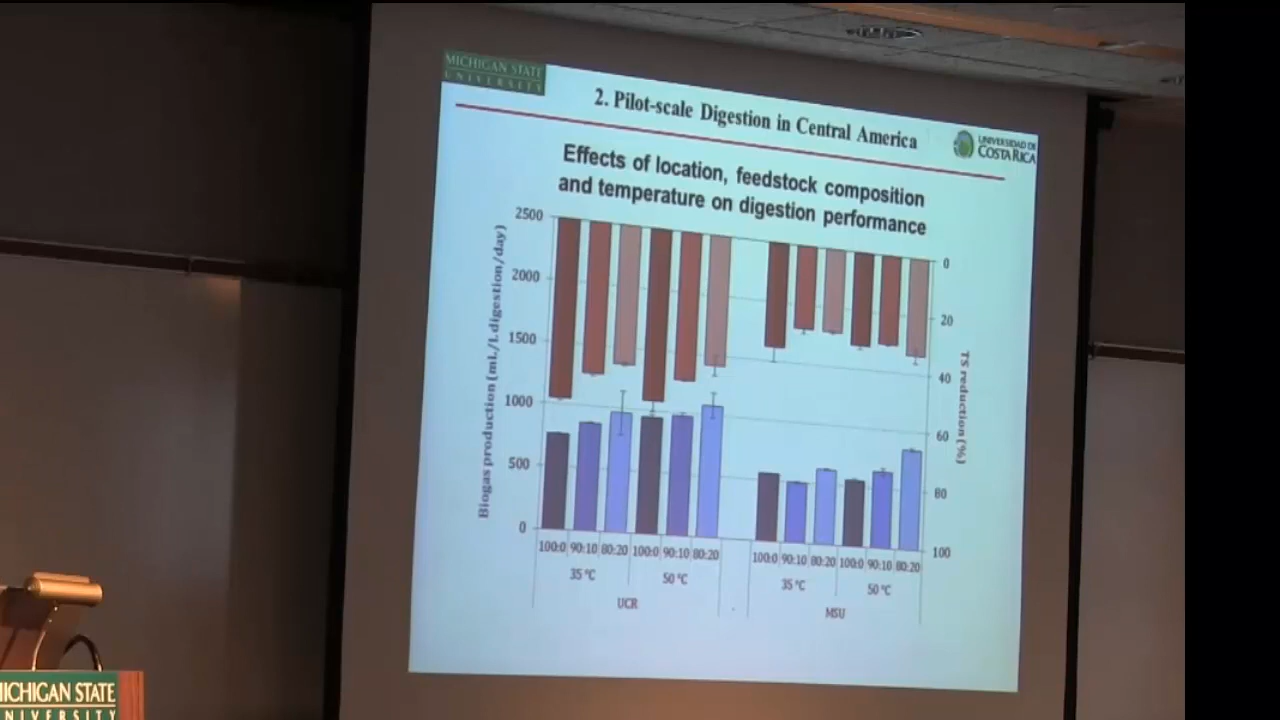 MICHIGAN STATE
UNIVERSITY
2. Pilot-scale Digestion in Central America
UNIVERSIDAD DE
COSTA RICA
Effects of location, feedstock composition
and temperature on digestion performance
Biogas production (mL/L digestion/day)
2500
2000
1500
1000
500
0
0
20
40
60
80
100
TS reduction (%)
100:0 90:10 80:20 100:0 90:10 80:20 100:0 90:10 80:20 100:0 90:10 80:20
35 °C 50 °C 35 °C 50 °C
UCR MSU
MICHIGAN STATE
UNIVERSITY